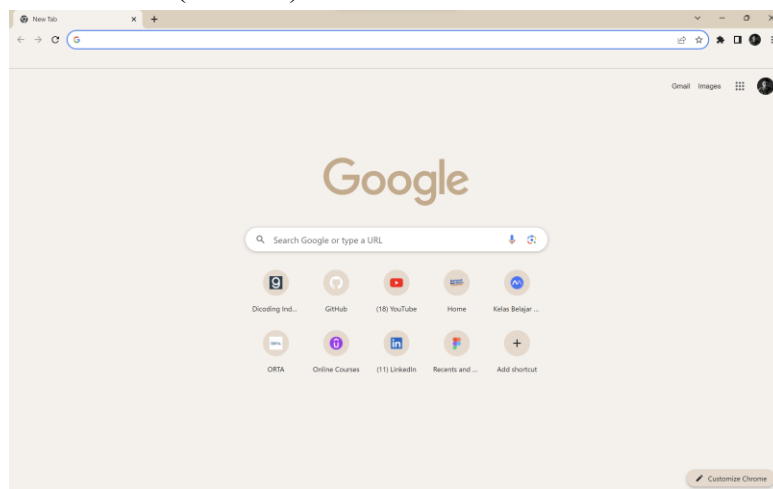 New Tab
G
Gmail Images
Google
Search Google or type a URL
Dicoding Ind... GitHub (18) YouTube Home Kelas Belajar ...
ORTA Online Courses (11) LinkedIn Recents and ... Add shortcut
Customize Chrome